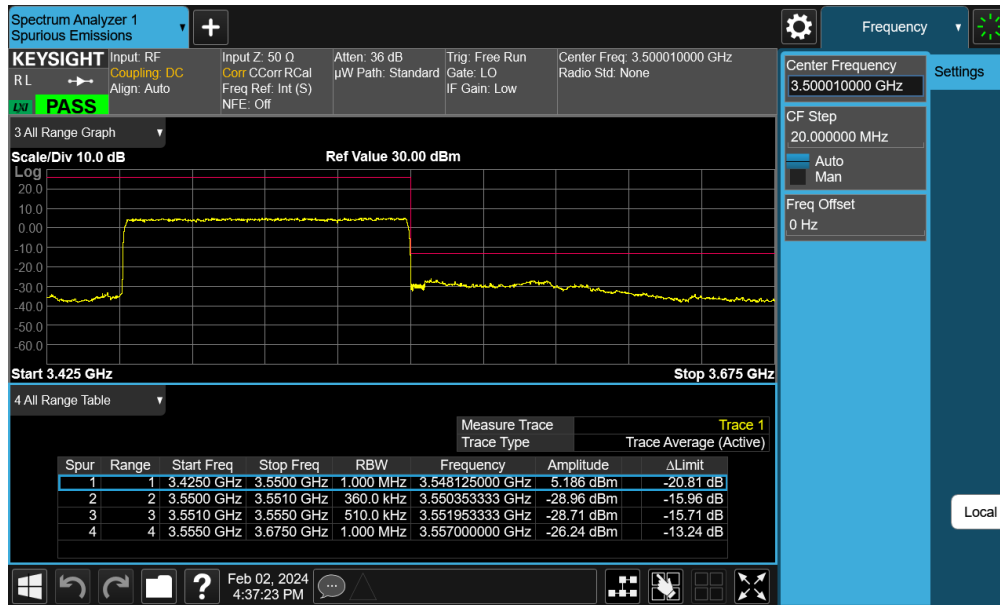 Spectrum Analyzer 1
Spurious Emissions
Frequency
KEYSIGHT
R L
LXI
PASS
Input: RF
Coupling: DC
Align: Auto
Input Z: 50 Ω
Corr CCorr RCal
Freq Ref: Int (S)
NFE: Off
Atten: 36 dB
µW Path: Standard
Trig: Free Run
Gate: LO
IF Gain: Low
Center Freq: 3.500010000 GHz
Radio Std: None
Center Frequency
3.500010000 GHz
Settings
CF Step
20.000000 MHz
Auto
Man
Freq Offset
0 Hz
3 All Range Graph
Scale/Div 10.0 dB
Ref Value 30.00 dBm
Log
20.0
10.0
0.00
-10.0
-20.0
-30.0
-40.0
-50.0
-60.0
Start 3.425 GHz
Stop 3.675 GHz
4 All Range Table
Measure Trace Trace 1
Trace Type Trace Average (Active)
Spur Range Start Freq Stop Freq RBW Frequency Amplitude ΔLimit
1 1 3.4250 GHz 3.5500 GHz 1.000 MHz 3.548125000 GHz 5.186 dBm -20.81 dB
2 2 3.5500 GHz 3.5510 GHz 360.0 kHz 3.550353333 GHz -28.96 dBm -15.96 dB
3 3 3.5510 GHz 3.5550 GHz 510.0 kHz 3.551953333 GHz -28.71 dBm -15.71 dB
4 4 3.5550 GHz 3.6750 GHz 1.000 MHz 3.557000000 GHz -26.24 dBm -13.24 dB
Local
?
Feb 02, 2024
4:37:23 PM